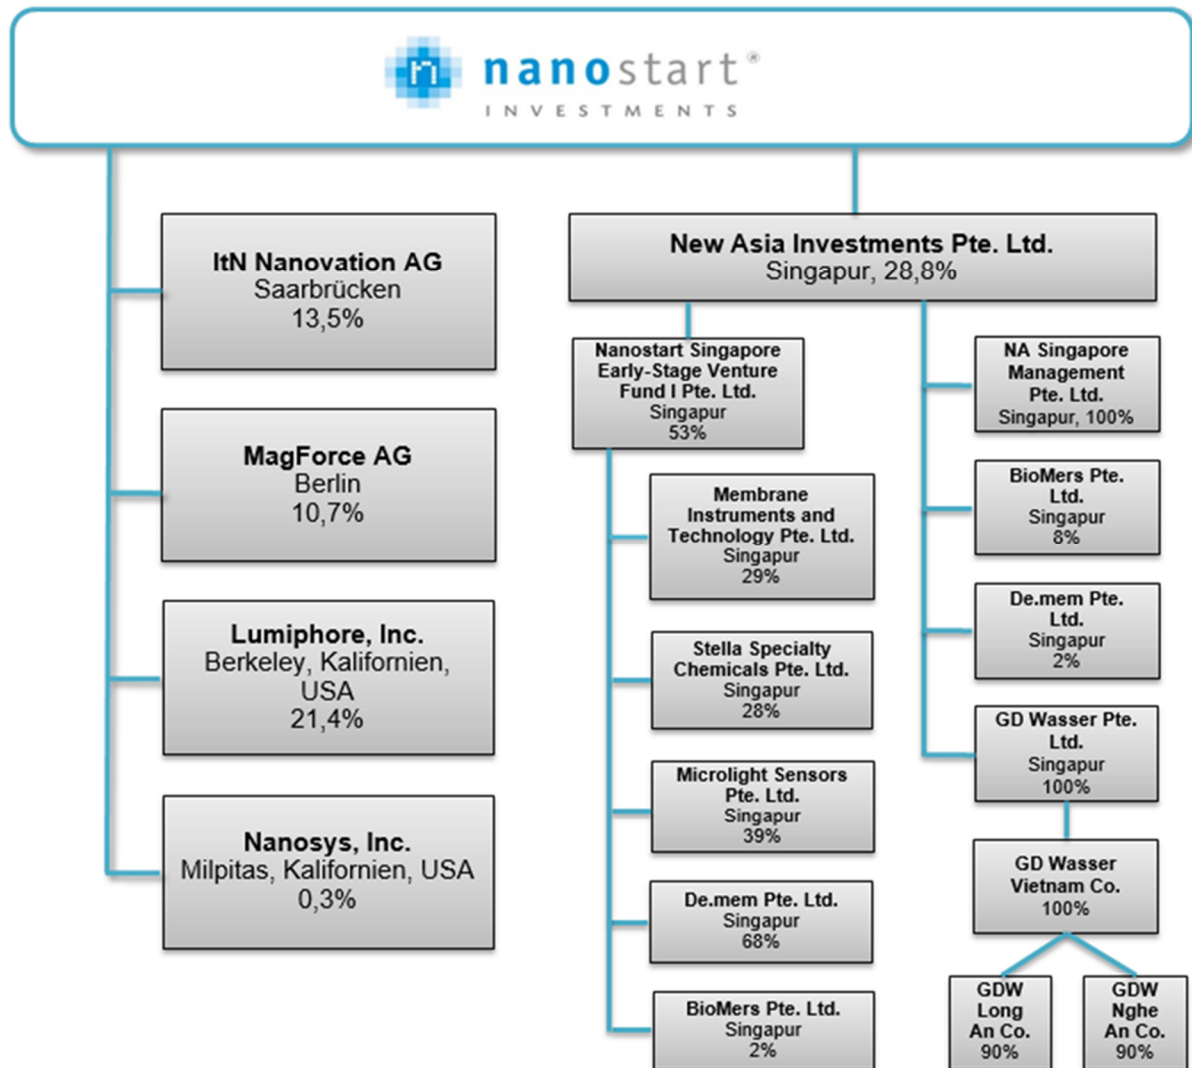 nanostart®
INVESTMENTS
ItN Nanovation AG
Saarbrücken
13,5%
MagForce AG
Berlin
10,7%
Lumiphore, Inc.
Berkeley, Kalifornien,
USA
21,4%
Nanosys, Inc.
Milpitas, Kalifornien, USA
0,3%
New Asia Investments Pte. Ltd.
Singapur, 28,8%
Nanostart Singapore
Early-Stage Venture
Fund I Pte. Ltd.
Singapur
53%
Membrane
Instruments and
Technology Pte. Ltd.
Singapur
29%
Stella Specialty
Chemicals Pte. Ltd.
Singapur
28%
Microlight Sensors
Pte. Ltd.
Singapur
39%
De.mem Pte. Ltd.
Singapur
68%
BioMers Pte. Ltd.
Singapur
2%
NA Singapore
Management
Pte. Ltd.
Singapur, 100%
BioMers Pte.
Ltd.
Singapur
8%
De.mem Pte.
Ltd.
Singapur
2%
GD Wasser Pte.
Ltd.
Singapur
100%
GD Wasser
Vietnam Co.
100%
GDW
Long
An Co.
90%
GDW
Nghe
An Co.
90%